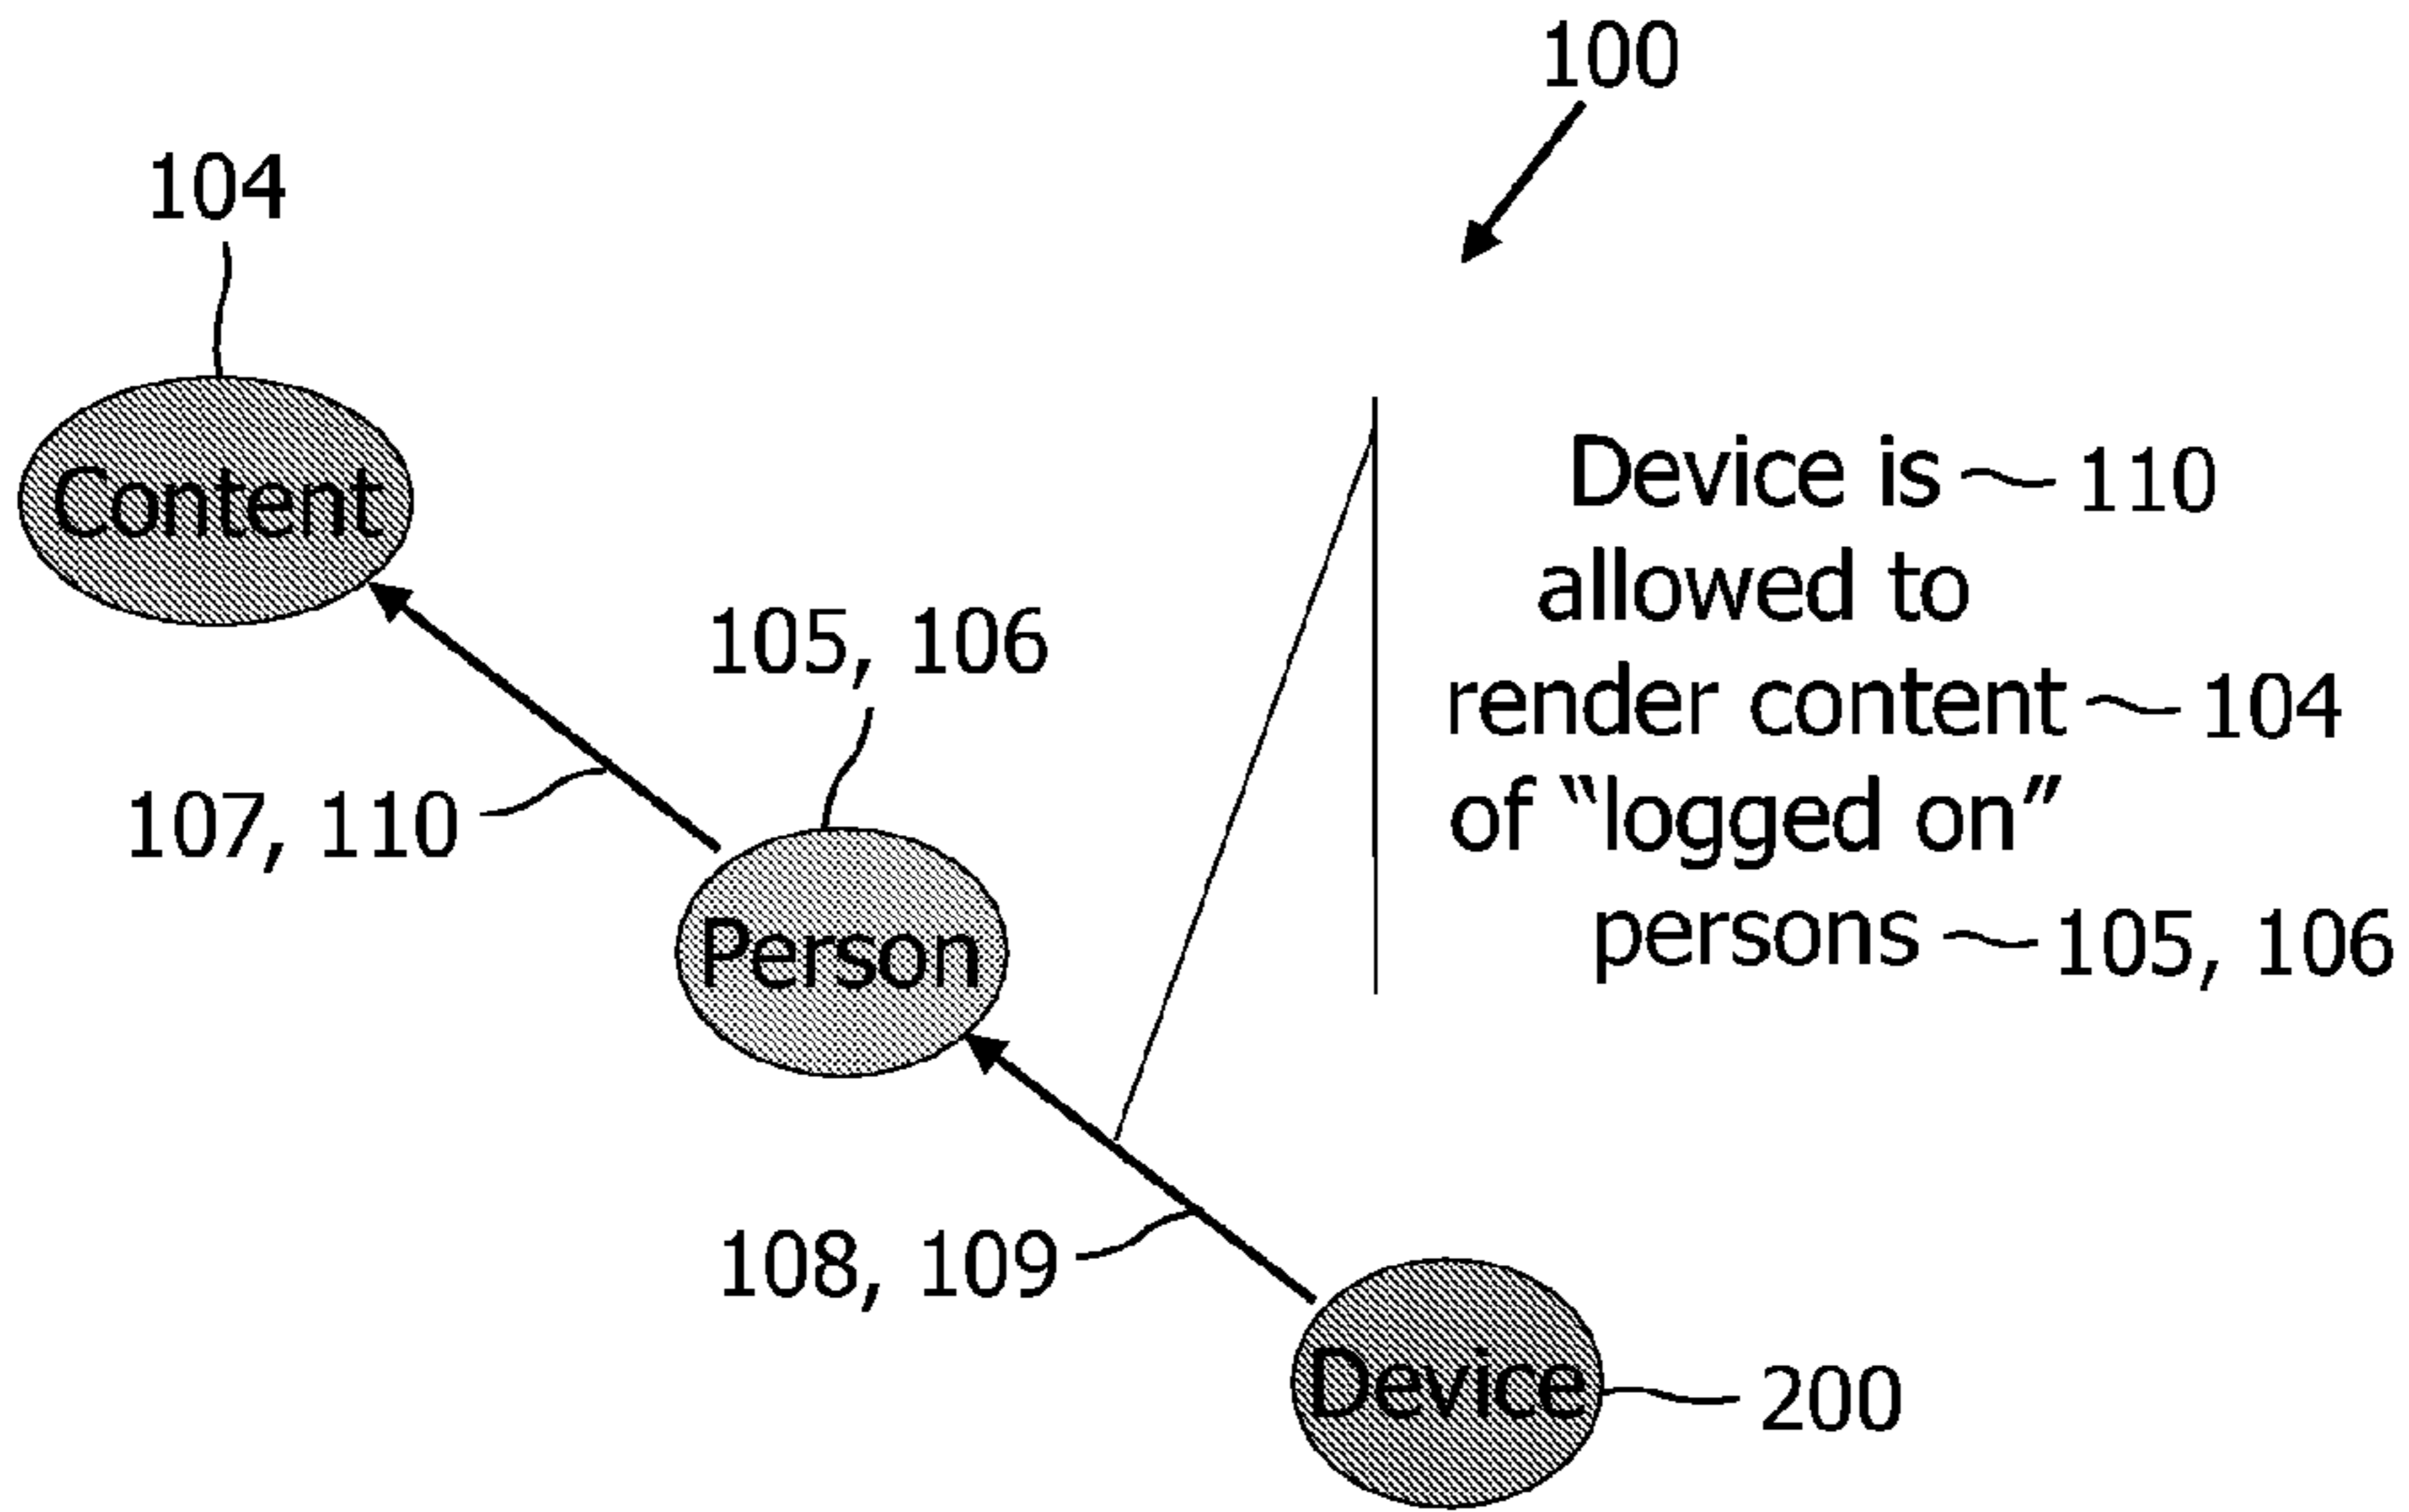 100
104
Content
Device is 110
allowed to
render content 104
of “logged on”
persons 105, 106
105, 106
107, 110
Person
108, 109
Device
200